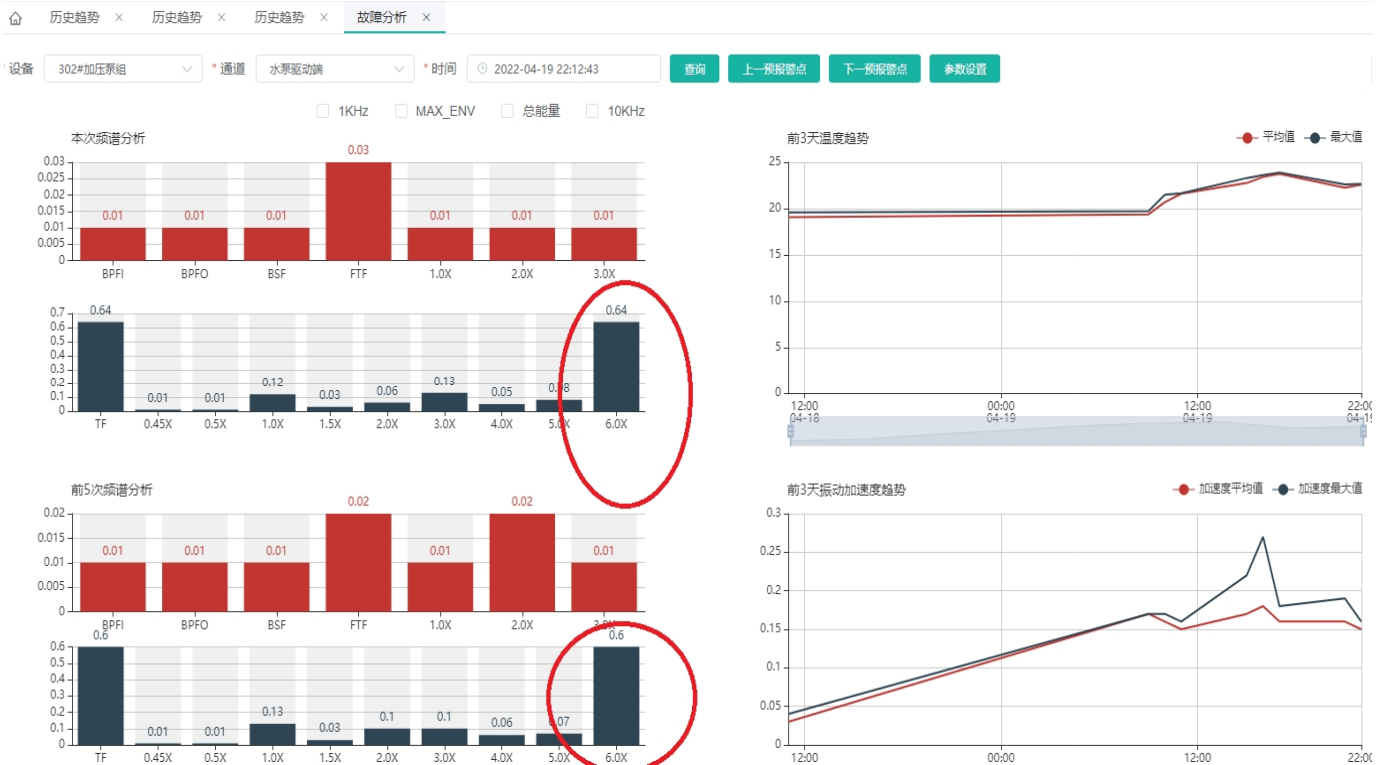 历史趋势 × 历史趋势 × 历史趋势 × 故障分析 ×
* 设备 302#加压泵组 * 通道 水泵驱动端 * 时间 2022-04-19 22:12:43 查询 上一预报警点 下一预报警点 参数设置
1KHz MAX_ENV 总能量 10KHz
本次频谱分析
0.03
0.03
0.025
0.02
0.015
0.01
0.005
0
0.01 0.01 0.01 0.01 0.01 0.01
BPFI BPFO BSF FTF 1.0X 2.0X 3.0X
0.7
0.6
0.5
0.4
0.3
0.2
0.1
0
0.64 0.01 0.01 0.12 0.03 0.06 0.13 0.05 0.08 0.64
TF 0.45X 0.5X 1.0X 1.5X 2.0X 3.0X 4.0X 5.0X 6.0X
前5次频谱分析
0.02
0.015
0.01
0.005
0
0.01 0.01 0.01 0.02 0.01 0.02 0.01
BPFI BPFO BSF FTF 1.0X 2.0X 3.0X
0.6
0.5
0.4
0.3
0.2
0.1
0
0.6 0.01 0.01 0.13 0.03 0.1 0.1 0.06 0.07 0.6
TF 0.45X 0.5X 1.0X 1.5X 2.0X 3.0X 4.0X 5.0X 6.0X
前3天温度趋势 平均值 最大值
25
20
15
10
5
0
12:00 00:00 12:00 22:00
04-18 04-19 04-19 04-19
前3天振动加速度趋势 加速度平均值 加速度最大值
0.3
0.25
0.2
0.15
0.1
0.05
0
12:00 00:00 12:00 22:00